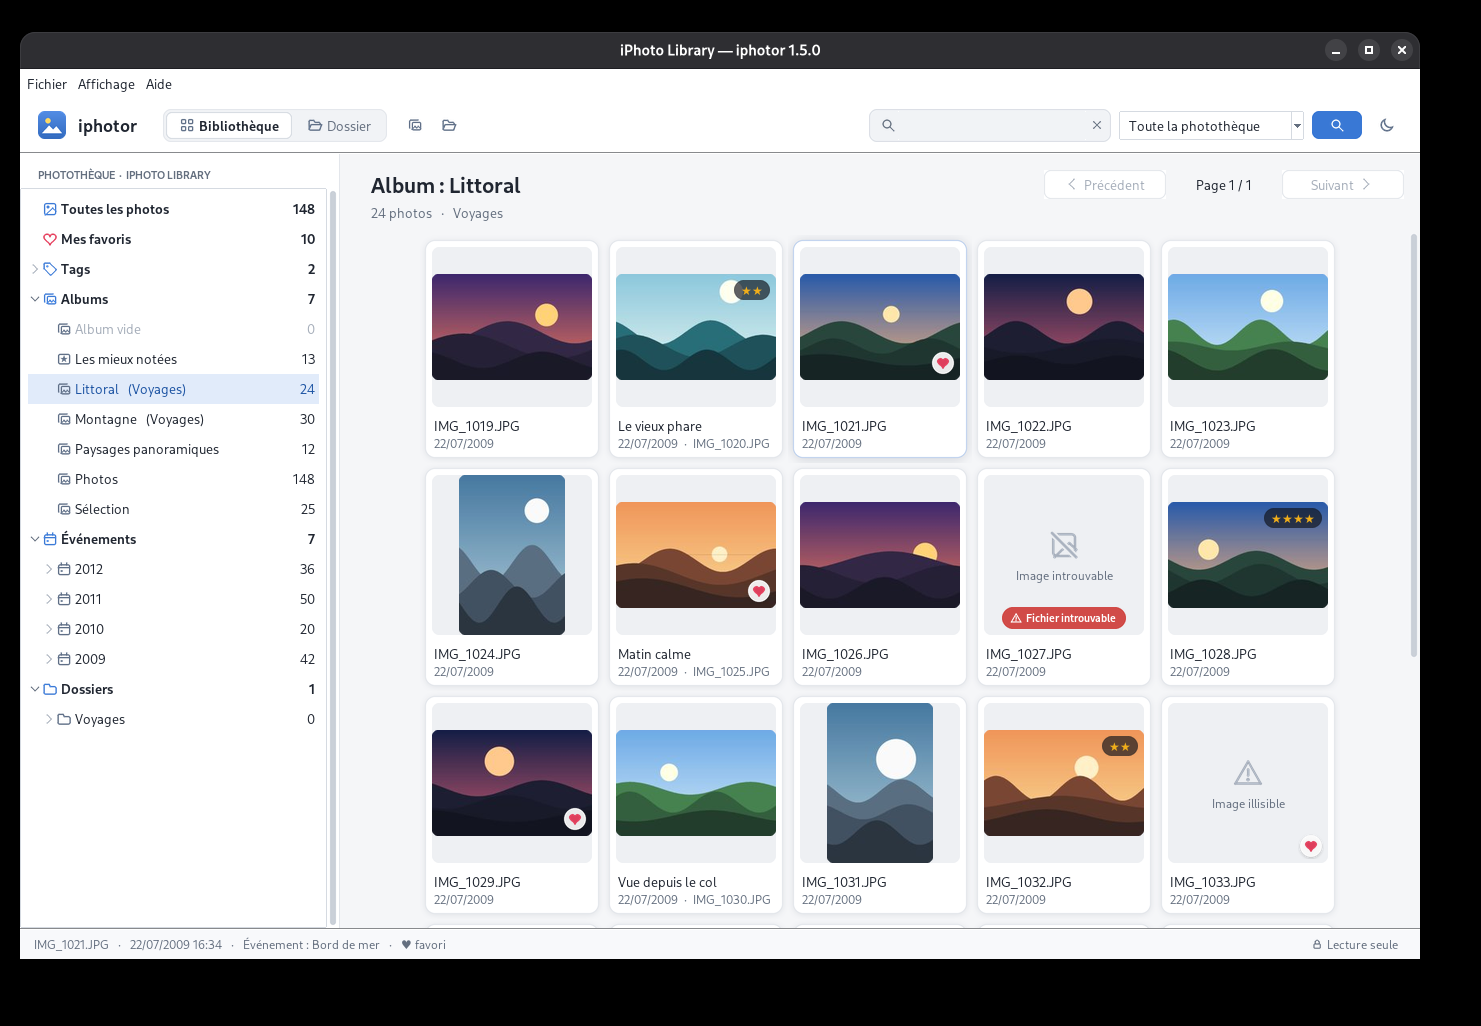 iPhoto Library — iphotor 1.5.0
Fichier Affichage Aide
iphotor Bibliothèque Dossier Toute la photothèque
PHOTOTHÈQUE · IPHOTO LIBRARY
Toutes les photos 148
Mes favoris 10
Tags 2
Albums 7
Album vide 0
Les mieux notées 13
Littoral (Voyages) 24
Montagne (Voyages) 30
Paysages panoramiques 12
Photos 148
Sélection 25
Événements 7
2012 36
2011 50
2010 20
2009 42
Dossiers 1
Voyages 0
Album : Littoral
24 photos · Voyages
Précédent Page 1 / 1 Suivant
IMG_1019.JPG
22/07/2009
Le vieux phare
22/07/2009 · IMG_1020.JPG
IMG_1021.JPG
22/07/2009
IMG_1022.JPG
22/07/2009
IMG_1023.JPG
22/07/2009
IMG_1024.JPG
22/07/2009
Matin calme
22/07/2009 · IMG_1025.JPG
IMG_1026.JPG
22/07/2009
Image introuvable
Fichier introuvable
IMG_1027.JPG
22/07/2009
IMG_1028.JPG
22/07/2009
IMG_1029.JPG
22/07/2009
Vue depuis le col
22/07/2009 · IMG_1030.JPG
IMG_1031.JPG
22/07/2009
IMG_1032.JPG
22/07/2009
Image illisible
IMG_1033.JPG
22/07/2009
IMG_1021.JPG · 22/07/2009 16:34 · Événement : Bord de mer · ♥ favori
Lecture seule